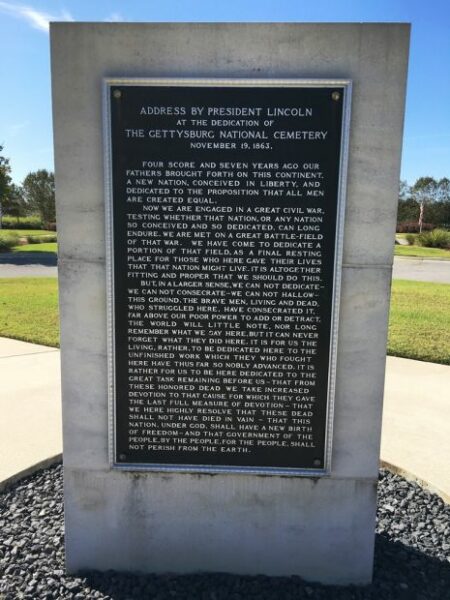 ADDRESS BY PRESIDENT LINCOLN
AT THE DEDICATION OF
THE GETTYSBURG NATIONAL CEMETERY
NOVEMBER 19, 1863.
FOUR SCORE AND SEVEN YEARS AGO OUR
FATHERS BROUGHT FORTH ON THIS CONTINENT,
A NEW NATION, CONCEIVED IN LIBERTY, AND
DEDICATED TO THE PROPOSITION THAT ALL MEN
ARE CREATED EQUAL.
NOW WE ARE ENGAGED IN A GREAT CIVIL WAR,
TESTING WHETHER THAT NATION, OR ANY NATION
SO CONCEIVED AND SO DEDICATED, CAN LONG
ENDURE. WE ARE MET ON A GREAT BATTLE-FIELD
OF THAT WAR. WE HAVE COME TO DEDICATE A
PORTION OF THAT FIELD, AS A FINAL RESTING
PLACE FOR THOSE WHO HERE GAVE THEIR LIVES
THAT THAT NATION MIGHT LIVE. IT IS ALTOGETHER
FITTING AND PROPER THAT WE SHOULD DO THIS.
BUT, IN A LARGER SENSE, WE CAN NOT DEDICATE-
WE CAN NOT CONSECRATE-WE CAN NOT HALLOW-
THIS GROUND. THE BRAVE MEN, LIVING AND DEAD,
WHO STRUGGLED HERE, HAVE CONSECRATED IT,
FAR ABOVE OUR POOR POWER TO ADD OR DETRACT.
THE WORLD WILL LITTLE NOTE, NOR LONG
REMEMBER WHAT WE SAY HERE, BUT IT CAN NEVER
FORGET WHAT THEY DID HERE. IT IS FOR US THE
LIVING, RATHER, TO BE DEDICATED HERE TO THE
UNFINISHED WORK WHICH THEY WHO FOUGHT
HERE HAVE THUS FAR SO NOBLY ADVANCED. IT IS
RATHER FOR US TO BE HERE DEDICATED TO THE
GREAT TASK REMAINING BEFORE US-THAT FROM
THESE HONORED DEAD WE TAKE INCREASED
DEVOTION TO THAT CAUSE FOR WHICH THEY GAVE
THE LAST FULL MEASURE OF DEVOTION-THAT
WE HERE HIGHLY RESOLVE THAT THESE DEAD
SHALL NOT HAVE DIED IN VAIN - THAT THIS
NATION, UNDER GOD, SHALL HAVE A NEW BIRTH
OF FREEDOM-AND THAT GOVERNMENT OF THE
PEOPLE, BY THE PEOPLE, FOR THE PEOPLE, SHALL
NOT PERISH FROM THE EARTH.